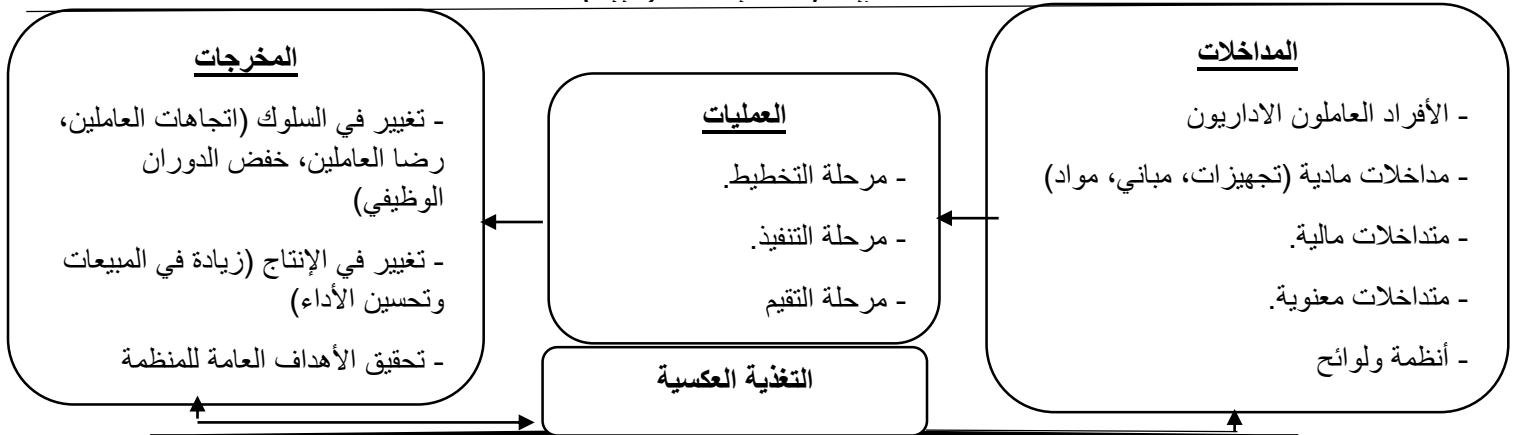 المداخلات
- الأفراد العاملون الاداريون
- مداخلات مادية (تجهيزات، مباني، مواد)
- متداخلات مالية.
- متداخلات معنوية.
- أنظمة ولوائح
العمليات
- مرحلة التخطيط.
- مرحلة التنفيذ.
- مرحلة التقيم
المخرجات
- تغيير في السلوك (اتجاهات العاملين،
رضا العاملين، خفض الدوران
الوظيفي)
- تغيير في الإنتاج (زيادة في المبيعات
وتحسين الأداء)
- تحقيق الأهداف العامة للمنظمة
التغذية العكسية